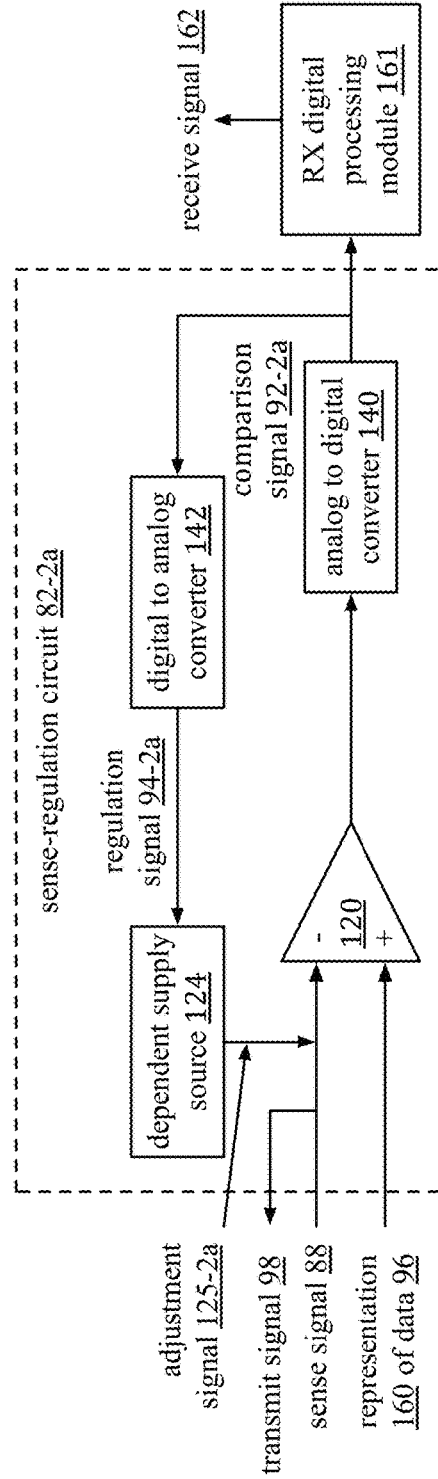 sense-regulation circuit 82-2a
receive signal 162
dependent supply
source 124
regulation
signal 94-2a
digital to analog
converter 142
comparison
signal 92-2a
RX digital
processing
module 161
adjustment
signal 125-2a
transmit signal 98
sense signal 88
representation
160 of data 96
-
120
+
analog to digital
converter 140